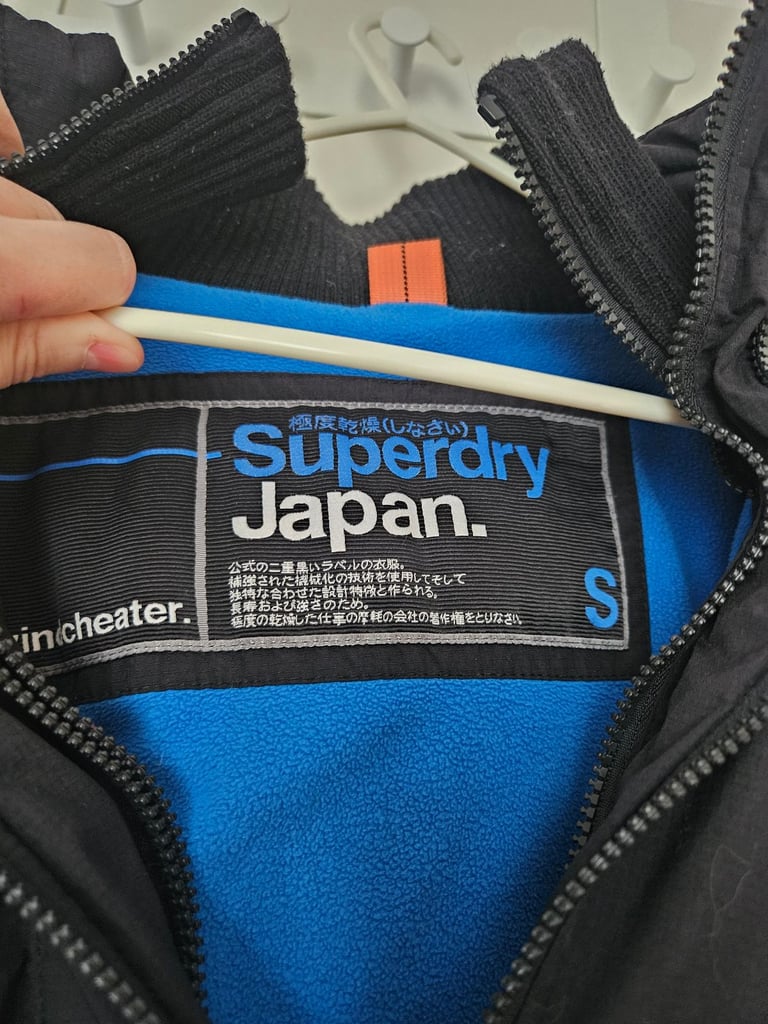 極度乾燥(しなさい)
Superdry
Japan.
公式の二重黒いラベルの衣服。
補強された機械化の技術を使用してそして
独特な合わせた設計特徴と作られる。
長寿および強さのため。
極度の乾燥した仕事の摩耗の会社の著作権をとりなさい。
S
windcheater.